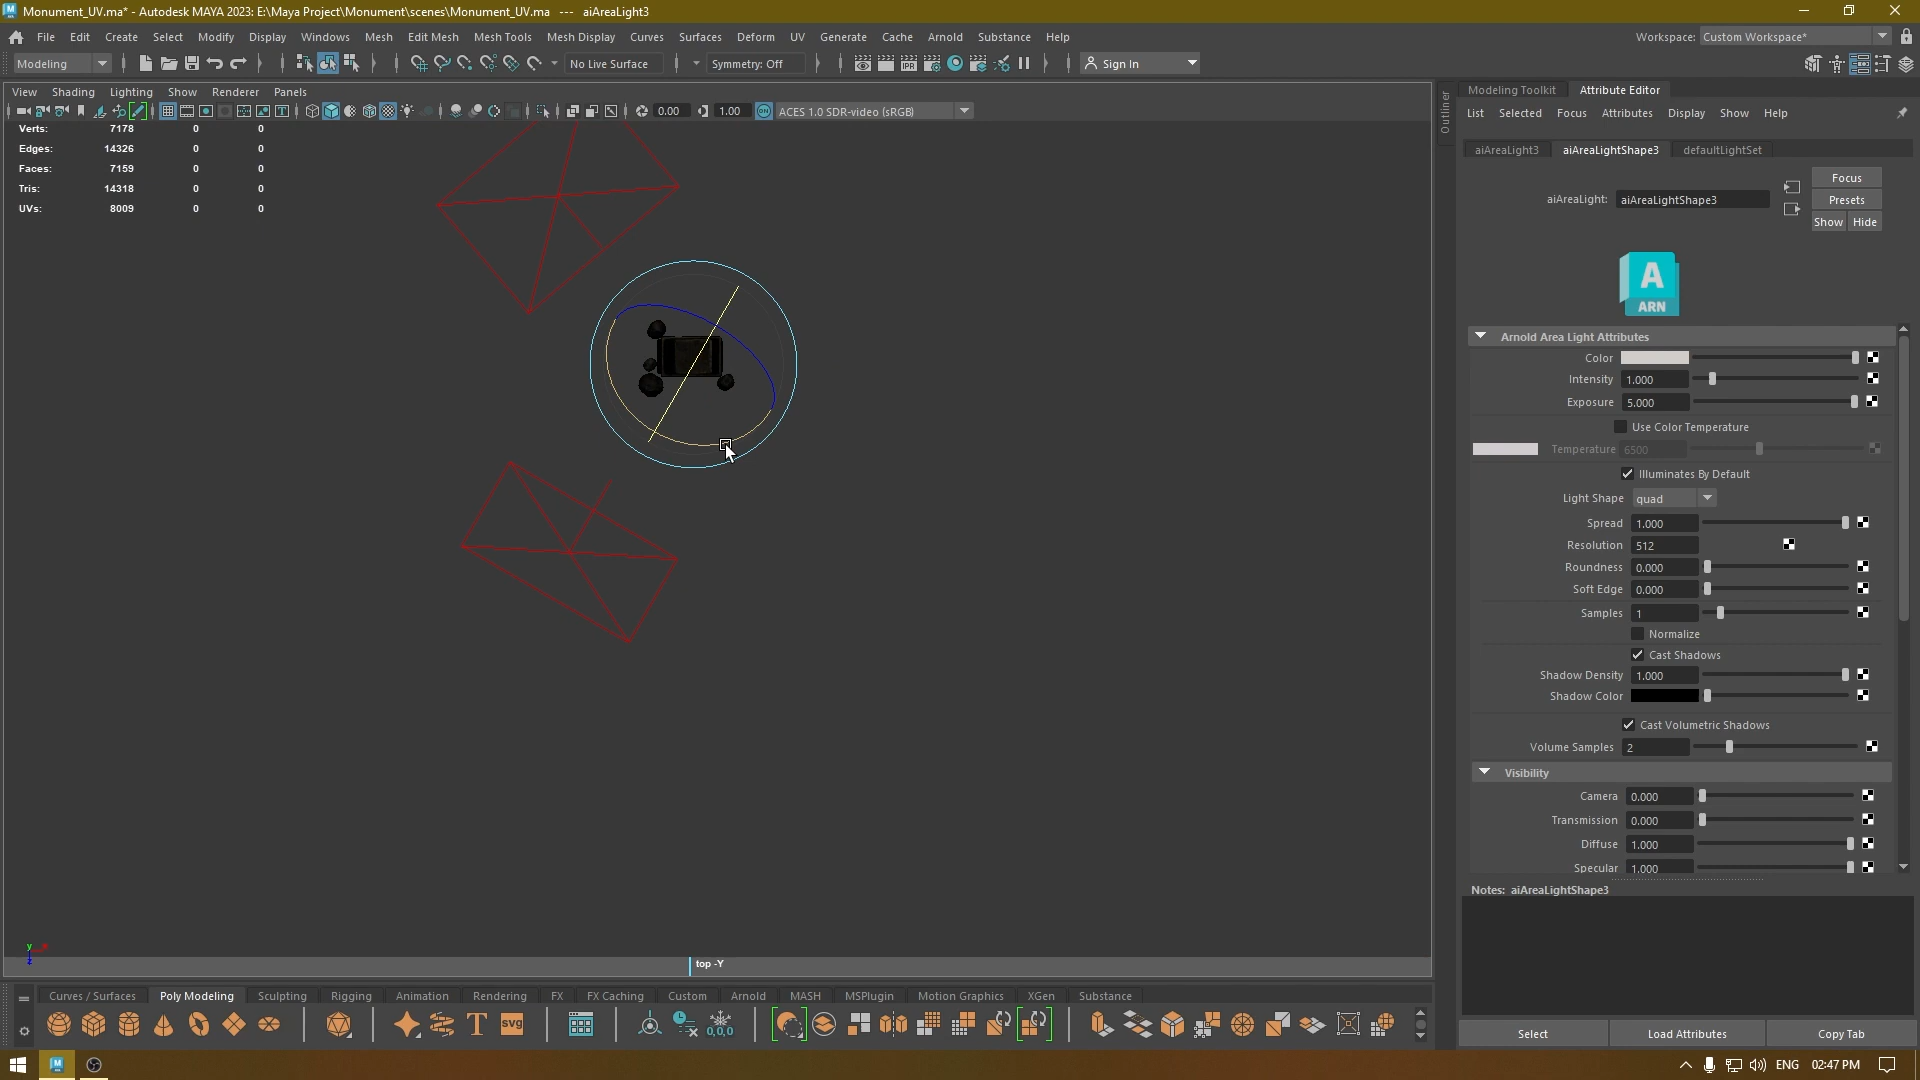 Monument_UV.ma* - Autodesk MAYA 2023: E:\Maya Project\Monument\scenes\Monument_UV.ma --- aiAreaLight3
File Edit Create Select Modify Display Windows Mesh Edit Mesh Mesh Tools Mesh Display Curves Surfaces Deform UV Generate Cache Arnold Substance Help
Workspace: Custom Workspace*
Modeling
No Live Surface
Symmetry: Off
IPR
Sign In
View Shading Lighting Show Renderer Panels
0.00
1.00
ON
ACES 1.0 SDR-video (sRGB)
Verts: 7178 0 0
Edges: 14326 0 0
Faces: 7159 0 0
Tris: 14318 0 0
UVs: 8009 0 0
top -Y
y x
z
Outliner
Modeling Toolkit Attribute Editor
List Selected Focus Attributes Display Show Help
aiAreaLight3 aiAreaLightShape3 defaultLightSet
aiAreaLight: aiAreaLightShape3
Focus
Presets
Show Hide
A
ARN
Arnold Area Light Attributes
Color
Intensity 1.000
Exposure 5.000
Use Color Temperature
Temperature 6500
Illuminates By Default
Light Shape quad
Spread 1.000
Resolution 512
Roundness 0.000
Soft Edge 0.000
Samples 1
Normalize
Cast Shadows
Shadow Density 1.000
Shadow Color
Cast Volumetric Shadows
Volume Samples 2
Visibility
Camera 0.000
Transmission 0.000
Diffuse 1.000
Specular 1.000
Notes: aiAreaLightShape3
Select Load Attributes Copy Tab
Curves / Surfaces Poly Modeling Sculpting Rigging Animation Rendering FX FX Caching Custom Arnold MASH MSPlugin Motion Graphics XGen Substance
T
SVG
0,0,0
ENG 02:47 PM